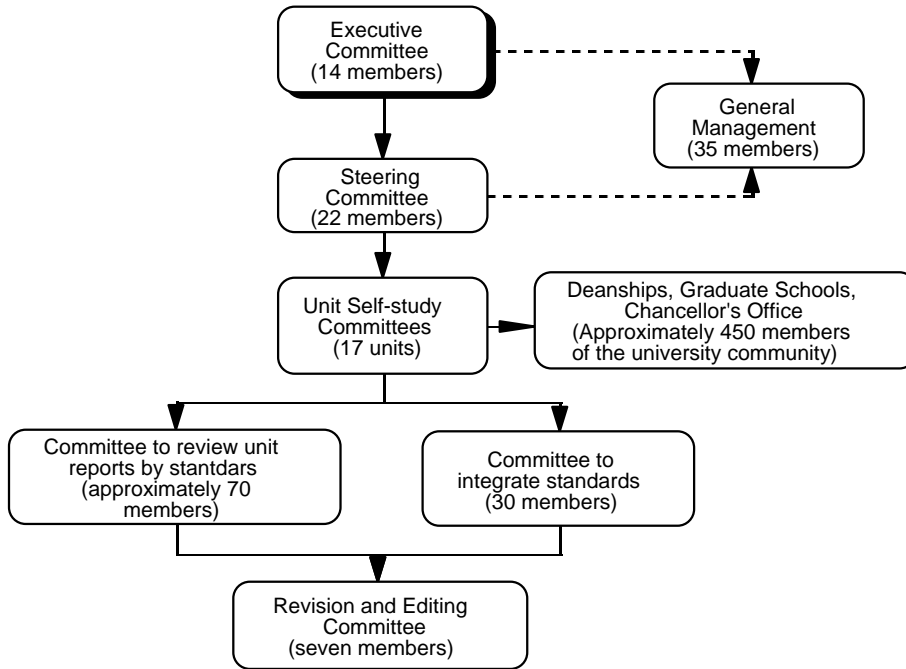 Executive
Committee
(14 members)
General
Management
(35 members)
Steering
Committee
(22 members)
Unit Self-study
Committees
(17 units)
Deanships, Graduate Schools,
Chancellor's Office
(Approximately 450 members
of the university community)
Committee to review unit
reports by stantdars
(approximately 70
members)
Committee to
integrate standards
(30 members)
Revision and Editing
Committee
(seven members)